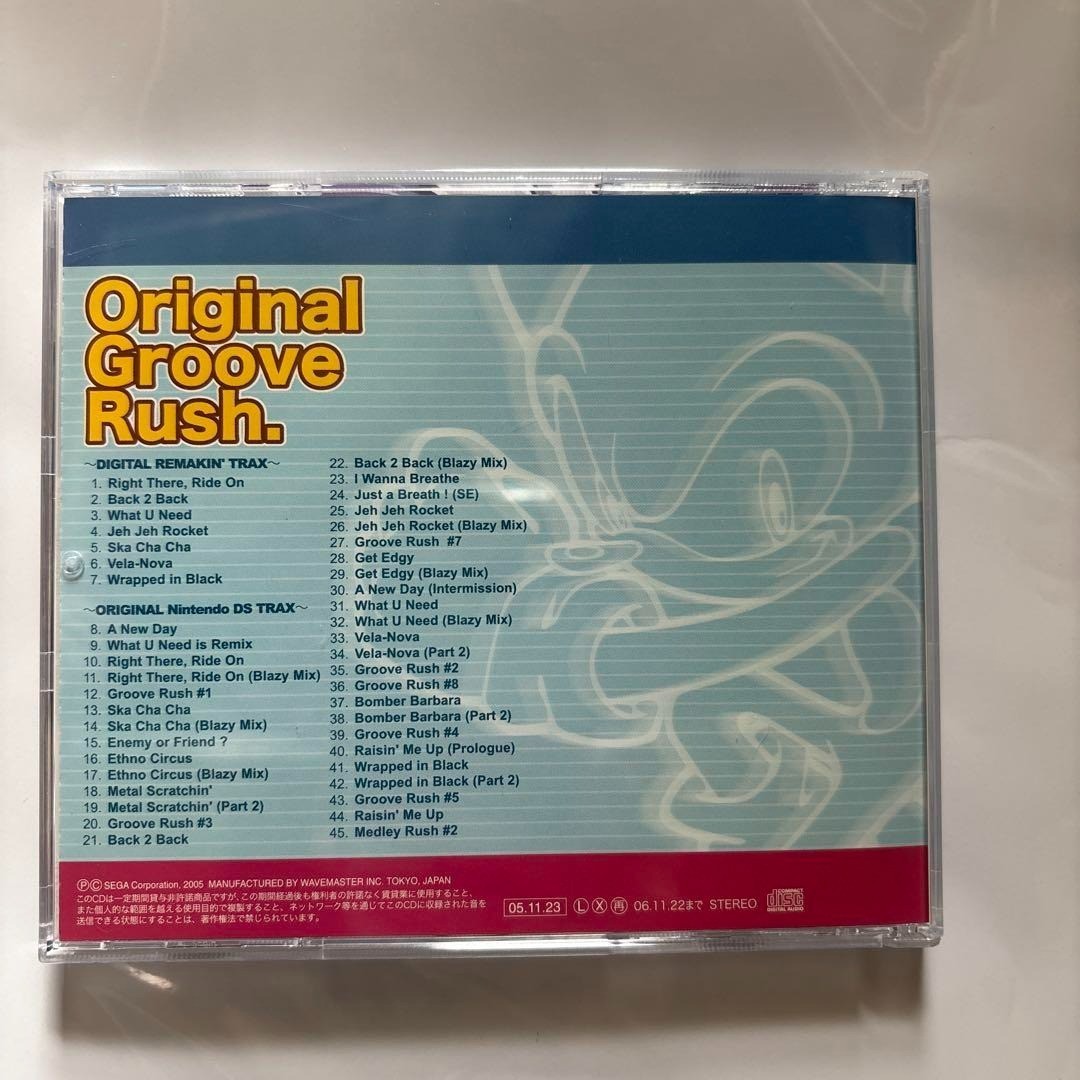 Original
Groove
Rush.
~DIGITAL REMAKIN' TRAX~
1. Right There, Ride On
2. Back 2 Back
3. What U Need
4. Jeh Jeh Rocket
5. Ska Cha Cha
6. Vela-Nova
7. Wrapped in Black
~ORIGINAL Nintendo DS TRAX~
8. A New Day
9. What U Need is Remix
10. Right There, Ride On
11. Right There, Ride On (Blazy Mix)
12. Groove Rush #1
13. Ska Cha Cha
14. Ska Cha Cha (Blazy Mix)
15. Enemy or Friend ?
16. Ethno Circus
17. Ethno Circus (Blazy Mix)
18. Metal Scratchin'
19. Metal Scratchin' (Part 2)
20. Groove Rush #3
21. Back 2 Back
22. Back 2 Back (Blazy Mix)
23. I Wanna Breathe
24. Just a Breath ! (SE)
25. Jeh Jeh Rocket
26. Jeh Jeh Rocket (Blazy Mix)
27. Groove Rush #7
28. Get Edgy
29. Get Edgy (Blazy Mix)
30. A New Day (Intermission)
31. What U Need
32. What U Need (Blazy Mix)
33. Vela-Nova
34. Vela-Nova (Part 2)
35. Groove Rush #2
36. Groove Rush #8
37. Bomber Barbara
38. Bomber Barbara (Part 2)
39. Groove Rush #4
40. Raisin' Me Up (Prologue)
41. Wrapped in Black
42. Wrapped in Black (Part 2)
43. Groove Rush #5
44. Raisin' Me Up
45. Medley Rush #2
ⓅⒸ SEGA Corporation, 2005 MANUFACTURED BY WAVEMASTER INC. TOKYO, JAPAN
このCDは一定期間貸与非許諾商品ですが、この期間経過後も権利者の許諾なく賃貸業に使用すること、
また個人的な範囲を越える使用目的で複製すること、ネットワーク等を通じてこのCDに収録された音を
送信できる状態にすることは、著作権法で禁じられています。
05.11.23 Ⓛ Ⓧ ㊢ 06.11.22まで STEREO
COMPACT
disc
DIGITAL AUDIO